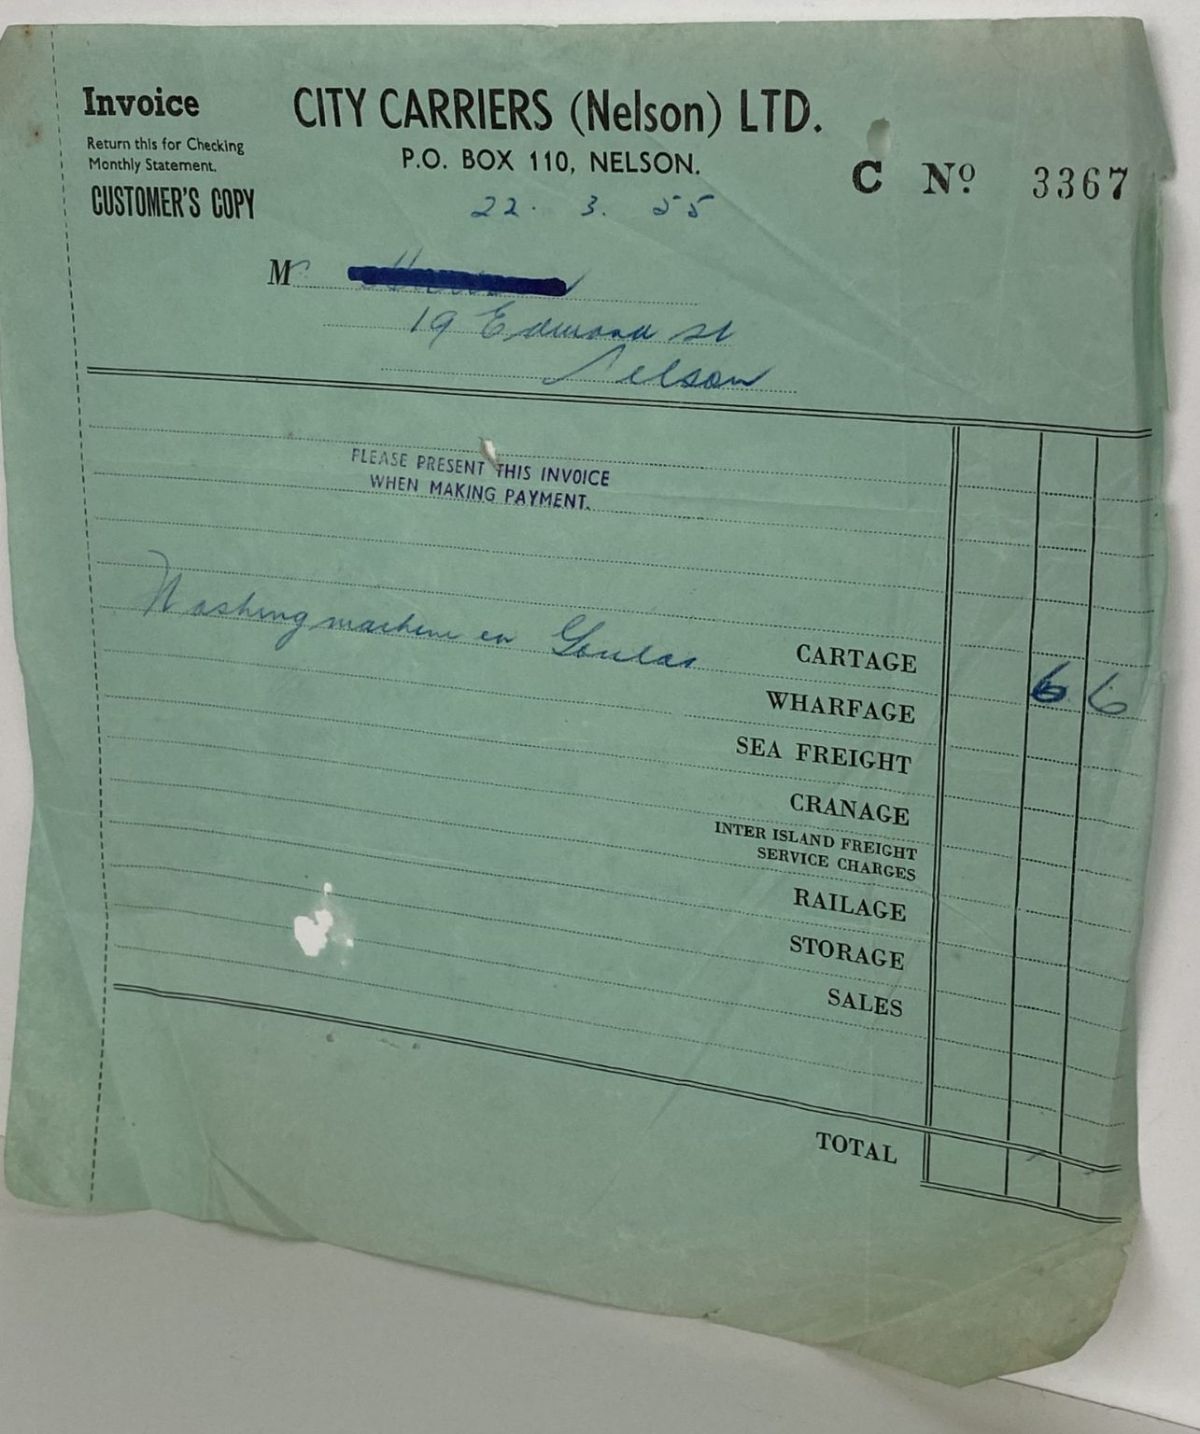 Invoice
CITY CARRIERS (Nelson) LTD.
Return this for Checking
Monthly Statement.
P.O. BOX 110, NELSON.
CUSTOMER'S COPY
C Nº 3367
22. 3. 55
Mr
19 Edmond St
Nelson
PLEASE PRESENT THIS INVOICE
WHEN MAKING PAYMENT.
Washing machine ex
CARTAGE 6 6
WHARFAGE
SEA FREIGHT
CRANAGE
INTER ISLAND FREIGHT
SERVICE CHARGES
RAILAGE
STORAGE
SALES
TOTAL